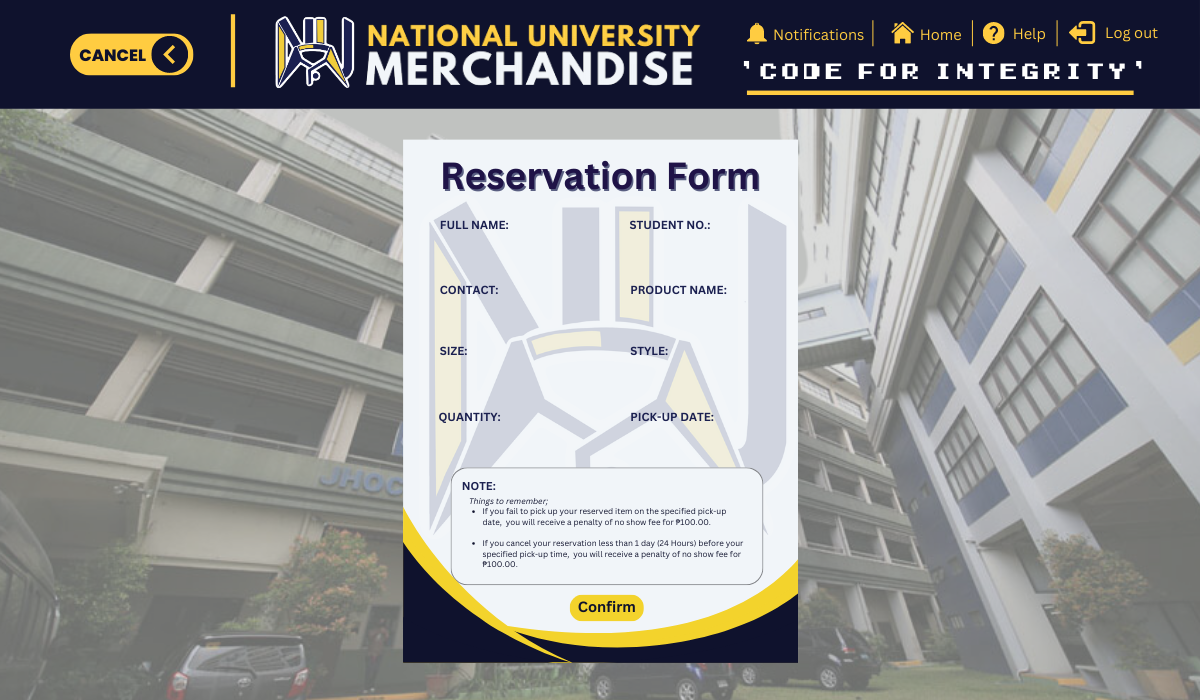 CANCEL
NATIONAL UNIVERSITY
MERCHANDISE
Notifications
Home
Help
Log out
'CODE FOR INTEGRITY'
Reservation Form
FULL NAME:
STUDENT NO.:
CONTACT:
PRODUCT NAME:
SIZE:
STYLE:
QUANTITY:
PICK-UP DATE:
NOTE:
Things to remember;
• If you fail to pick up your reserved item on the specified pick-up
date, you will receive a penalty of no show fee for ₱100.00.
• If you cancel your reservation less than 1 day (24 Hours) before your
specified pick-up time, you will receive a penalty of no show fee for
₱100.00.
Confirm
JHOC